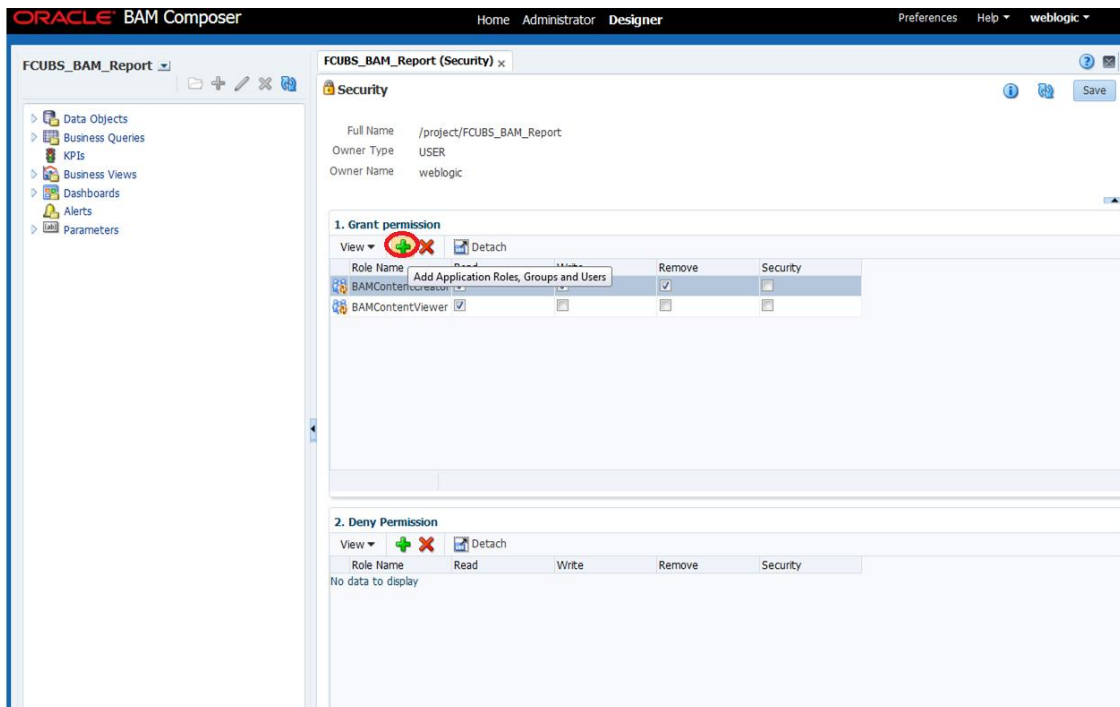 ORACLE® BAM Composer Home Administrator Designer Preferences Help weblogic
FCUBS_BAM_Report
Data Objects
Business Queries
KPIs
Business Views
Dashboards
Alerts
Parameters
FCUBS_BAM_Report (Security) x
Security Save
Full Name /project/FCUBS_BAM_Report
Owner Type USER
Owner Name weblogic
1. Grant permission
View Detach
Role Name Read Write Remove Security
Add Application Roles, Groups and Users
BAMContentCreator
BAMContentViewer
2. Deny Permission
View Detach
Role Name Read Write Remove Security
No data to display